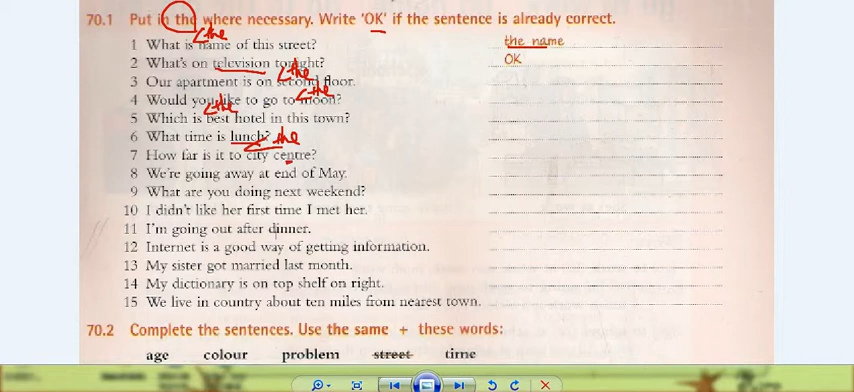 70.1 Put in the where necessary. Write 'OK' if the sentence is already correct.
the
1 What is name of this street? the name
2 What's on television tonight? OK
the
3 Our apartment is on second floor.
the
4 Would you like to go to moon?
the
5 Which is best hotel in this town?
6 What time is lunch?
the
7 How far is it to city centre?
8 We're going away at end of May.
9 What are you doing next weekend?
10 I didn't like her first time I met her.
11 I'm going out after dinner.
12 Internet is a good way of getting information.
13 My sister got married last month.
14 My dictionary is on top shelf on right.
15 We live in country about ten miles from nearest town.
70.2 Complete the sentences. Use the same + these words:
age colour problem street time